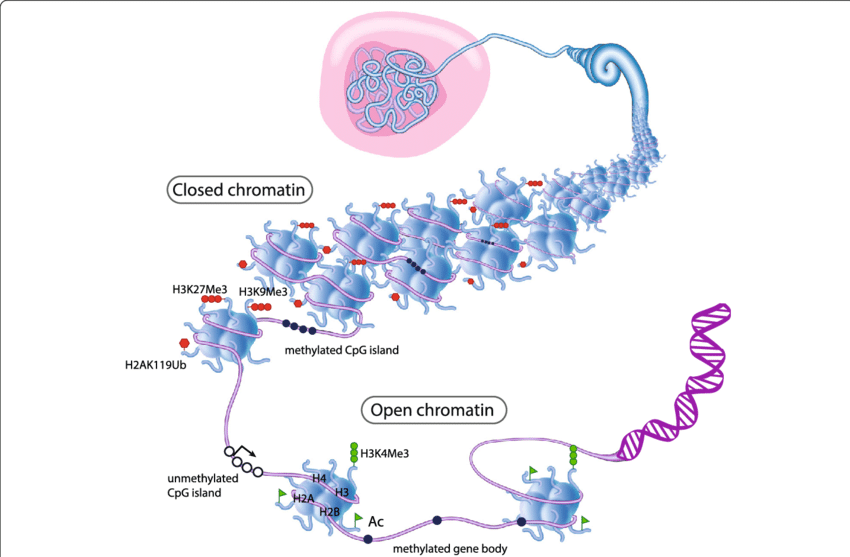 Closed chromatin
H3K27Me3
H3K9Me3
methylated CpG island
H2AK119Ub
Open chromatin
H3K4Me3
unmethylated
CpG island
H4
H3
H2A
H2B
Ac
methylated gene body